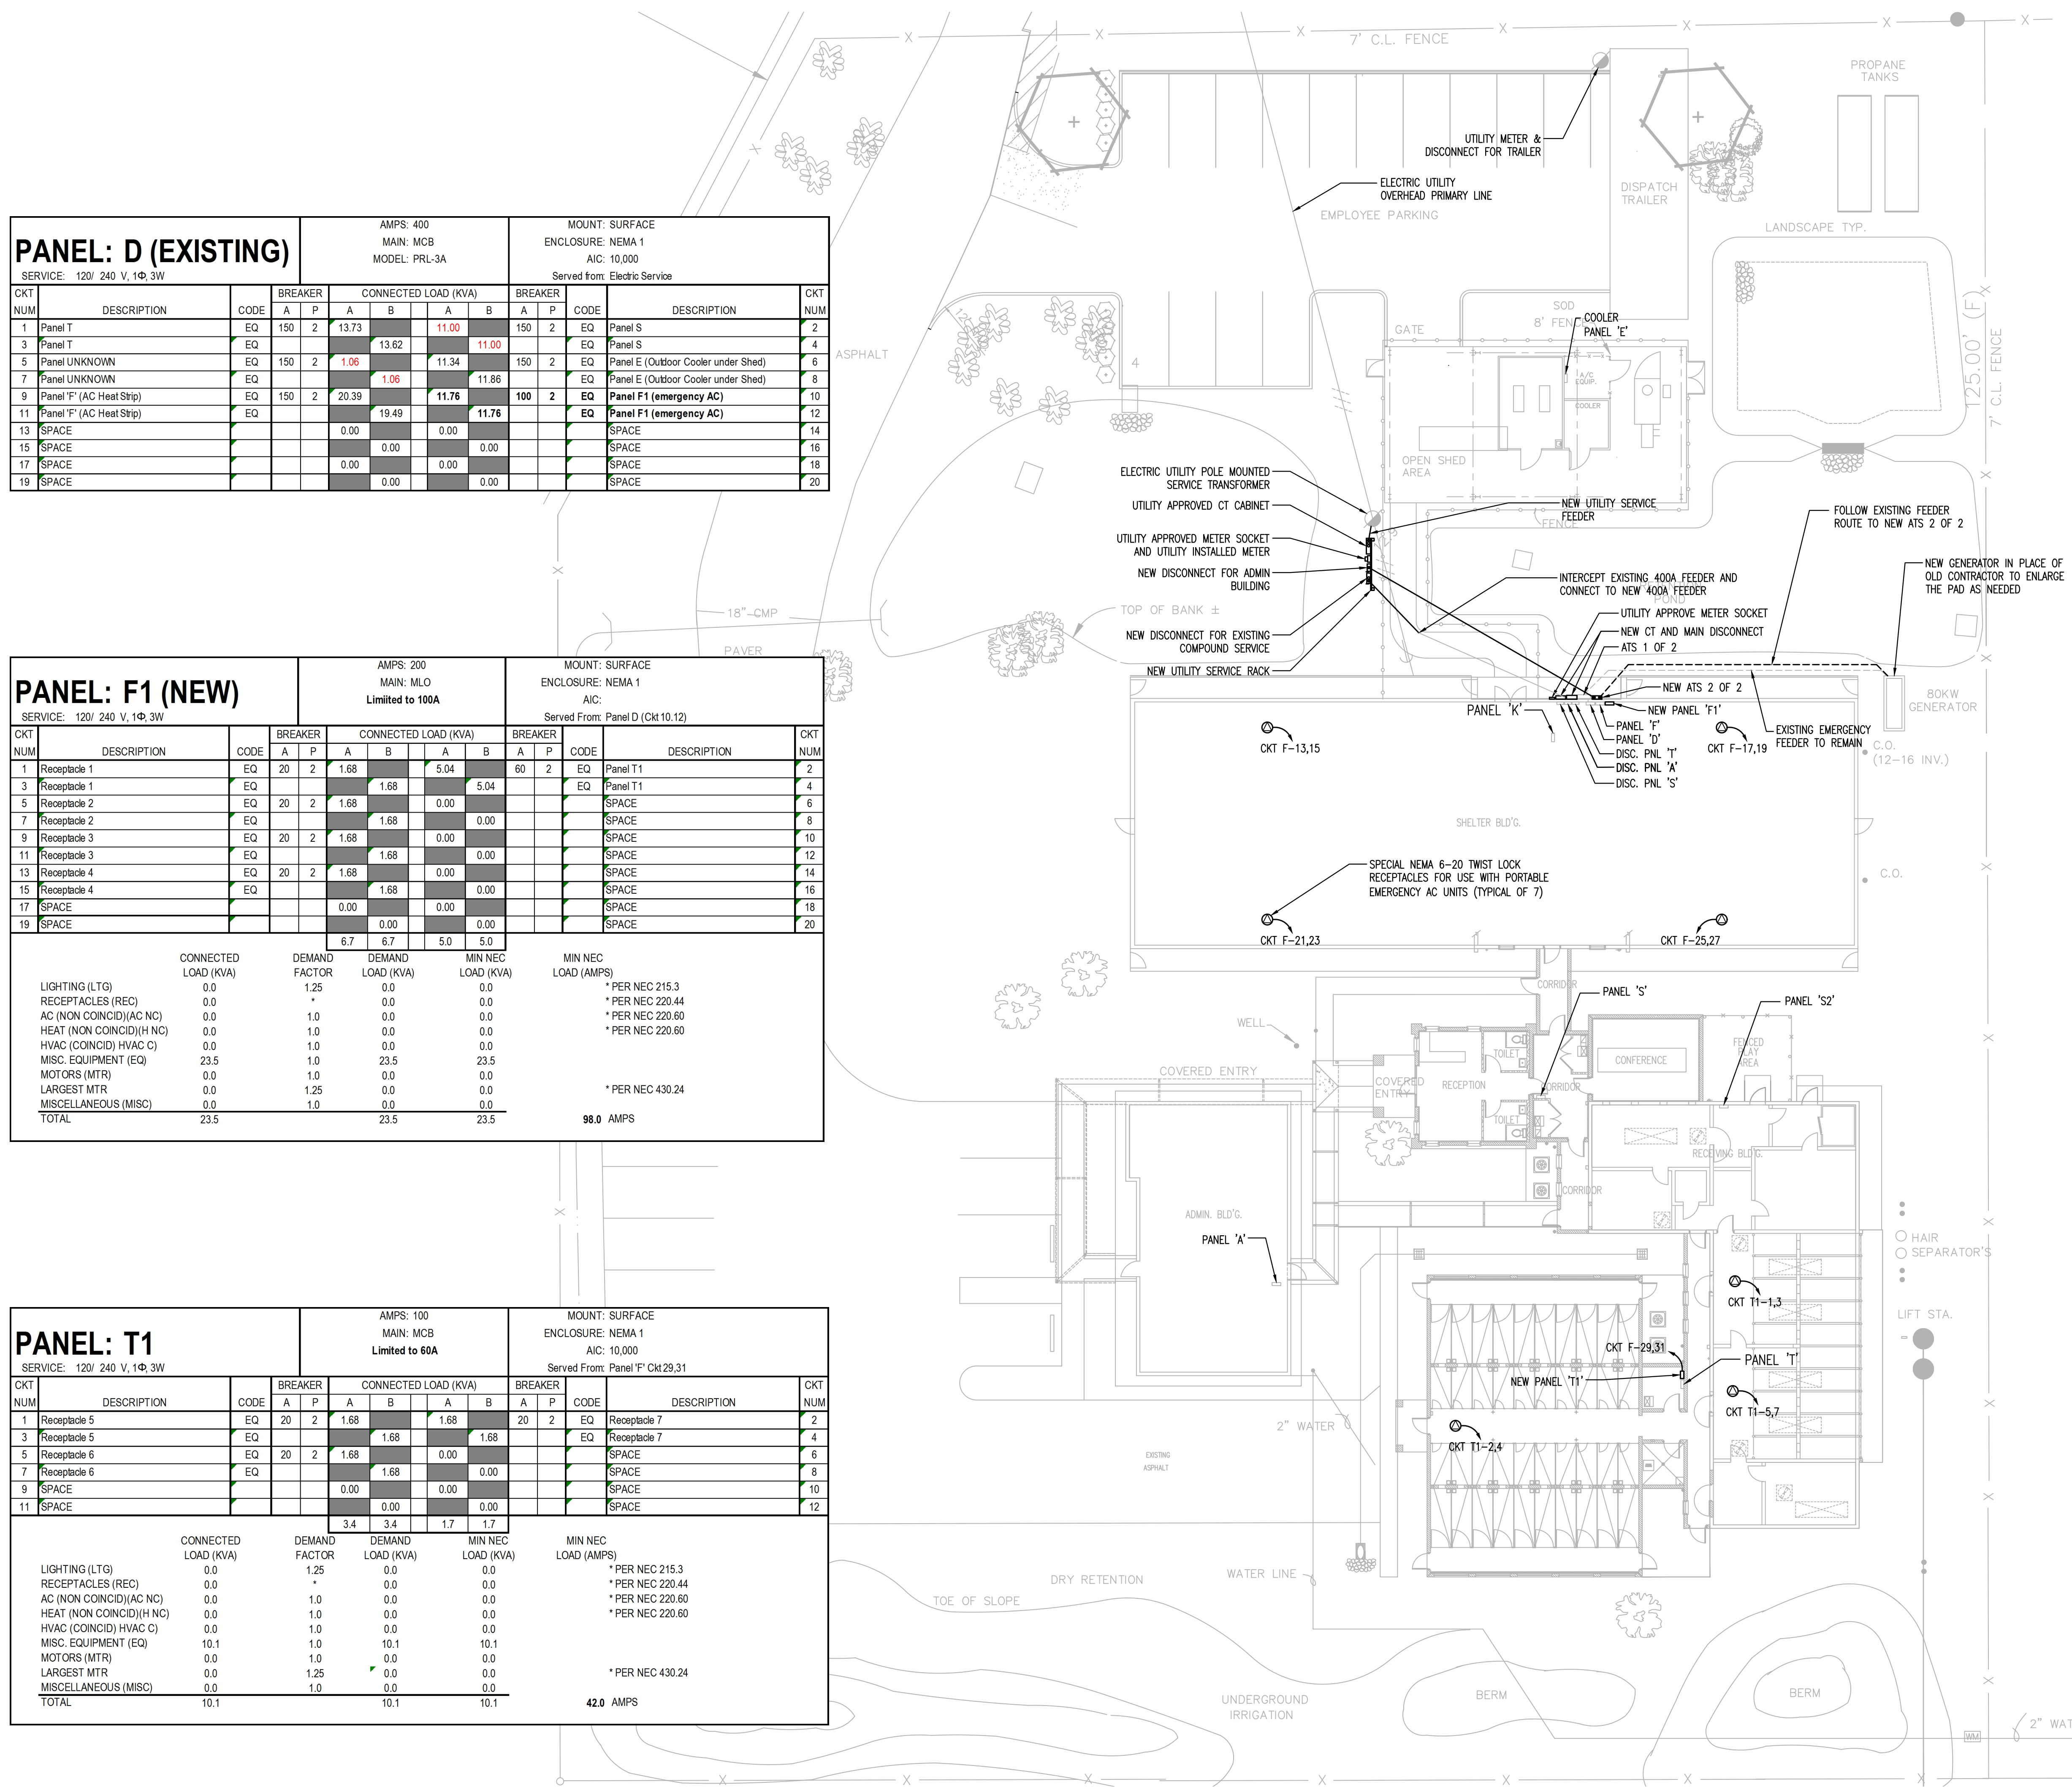 PANEL: D (EXISTING)
SERVICE: 120/ 240 V, 1Φ, 3W
AMPS: 400
MAIN: MCB
MODEL: PRL-3A
MOUNT: SURFACE
ENCLOSURE: NEMA 1
AIC: 10,000
Served from: Electric Service
CKT BREAKER CONNECTED LOAD (KVA) BREAKER CKT
NUM DESCRIPTION CODE A P A B A B A P CODE DESCRIPTION NUM
1 Panel T EQ 150 2 13.73 11.00 150 2 EQ Panel S 2
3 Panel T EQ 13.62 11.00 EQ Panel S 4
5 Panel UNKNOWN EQ 150 2 1.06 11.34 150 2 EQ Panel E (Outdoor Cooler under Shed) 6
7 Panel UNKNOWN EQ 1.06 11.86 EQ Panel E (Outdoor Cooler under Shed) 8
9 Panel 'F' (AC Heat Strip) EQ 150 2 20.39 11.76 100 2 EQ Panel F1 (emergency AC) 10
11 Panel 'F' (AC Heat Strip) EQ 19.49 11.76 EQ Panel F1 (emergency AC) 12
13 SPACE 0.00 0.00 SPACE 14
15 SPACE 0.00 0.00 SPACE 16
17 SPACE 0.00 0.00 SPACE 18
19 SPACE 0.00 0.00 SPACE 20
PANEL: F1 (NEW)
SERVICE: 120/ 240 V, 1Φ, 3W
AMPS: 200
MAIN: MLO
Limiited to 100A
MOUNT: SURFACE
ENCLOSURE: NEMA 1
AIC:
Served From: Panel D (Ckt 10.12)
CKT BREAKER CONNECTED LOAD (KVA) BREAKER CKT
NUM DESCRIPTION CODE A P A B A B A P CODE DESCRIPTION NUM
1 Receptacle 1 EQ 20 2 1.68 5.04 60 2 EQ Panel T1 2
3 Receptacle 1 EQ 1.68 5.04 EQ Panel T1 4
5 Receptacle 2 EQ 20 2 1.68 0.00 SPACE 6
7 Receptacle 2 EQ 1.68 0.00 SPACE 8
9 Receptacle 3 EQ 20 2 1.68 0.00 SPACE 10
11 Receptacle 3 EQ 1.68 0.00 SPACE 12
13 Receptacle 4 EQ 20 2 1.68 0.00 SPACE 14
15 Receptacle 4 EQ 1.68 0.00 SPACE 16
17 SPACE 0.00 0.00 SPACE 18
19 SPACE 0.00 0.00 SPACE 20
6.7 6.7 5.0 5.0
CONNECTED DEMAND DEMAND MIN NEC MIN NEC
LOAD (KVA) FACTOR LOAD (KVA) LOAD (KVA) LOAD (AMPS)
LIGHTING (LTG) 0.0 1.25 0.0 0.0 * PER NEC 215.3
RECEPTACLES (REC) 0.0 * 0.0 0.0 * PER NEC 220.44
AC (NON COINCID)(AC NC) 0.0 1.0 0.0 0.0 * PER NEC 220.60
HEAT (NON COINCID)(H NC) 0.0 1.0 0.0 0.0 * PER NEC 220.60
HVAC (COINCID) HVAC C) 0.0 1.0 0.0 0.0
MISC. EQUIPMENT (EQ) 23.5 1.0 23.5 23.5
MOTORS (MTR) 0.0 1.0 0.0 0.0
LARGEST MTR 0.0 1.25 0.0 0.0 * PER NEC 430.24
MISCELLANEOUS (MISC) 0.0 1.0 0.0 0.0
TOTAL 23.5 23.5 23.5 98.0 AMPS
PANEL: T1
SERVICE: 120/ 240 V, 1Φ, 3W
AMPS: 100
MAIN: MCB
Limited to 60A
MOUNT: SURFACE
ENCLOSURE: NEMA 1
AIC: 10,000
Served From: Panel 'F' Ckt 29,31
CKT BREAKER CONNECTED LOAD (KVA) BREAKER CKT
NUM DESCRIPTION CODE A P A B A B A P CODE DESCRIPTION NUM
1 Receptacle 5 EQ 20 2 1.68 1.68 20 2 EQ Receptacle 7 2
3 Receptacle 5 EQ 1.68 1.68 EQ Receptacle 7 4
5 Receptacle 6 EQ 20 2 1.68 0.00 SPACE 6
7 Receptacle 6 EQ 1.68 0.00 SPACE 8
9 SPACE 0.00 0.00 SPACE 10
11 SPACE 0.00 0.00 SPACE 12
3.4 3.4 1.7 1.7
CONNECTED DEMAND DEMAND MIN NEC MIN NEC
LOAD (KVA) FACTOR LOAD (KVA) LOAD (KVA) LOAD (AMPS)
LIGHTING (LTG) 0.0 1.25 0.0 0.0 * PER NEC 215.3
RECEPTACLES (REC) 0.0 * 0.0 0.0 * PER NEC 220.44
AC (NON COINCID)(AC NC) 0.0 1.0 0.0 0.0 * PER NEC 220.60
HEAT (NON COINCID)(H NC) 0.0 1.0 0.0 0.0 * PER NEC 220.60
HVAC (COINCID) HVAC C) 0.0 1.0 0.0 0.0
MISC. EQUIPMENT (EQ) 10.1 1.0 10.1 10.1
MOTORS (MTR) 0.0 1.0 0.0 0.0
LARGEST MTR 0.0 1.25 0.0 0.0 * PER NEC 430.24
MISCELLANEOUS (MISC) 0.0 1.0 0.0 0.0
TOTAL 10.1 10.1 10.1 42.0 AMPS
7' C.L. FENCE
PROPANE
TANKS
UTILITY METER &
DISCONNECT FOR TRAILER
ELECTRIC UTILITY
OVERHEAD PRIMARY LINE
EMPLOYEE PARKING
DISPATCH
TRAILER
LANDSCAPE TYP.
125.00' (F)
7' C.L. FENCE
SOD
8' FENCE
COOLER
PANEL 'E'
GATE
ASPHALT
4
A/C
EQUIP.
COOLER
OPEN SHED
AREA
ELECTRIC UTILITY POLE MOUNTED
SERVICE TRANSFORMER
UTILITY APPROVED CT CABINET
UTILITY APPROVED METER SOCKET
AND UTILITY INSTALLED METER
NEW DISCONNECT FOR ADMIN
BUILDING
NEW DISCONNECT FOR EXISTING
COMPOUND SERVICE
NEW UTILITY SERVICE RACK
NEW UTILITY SERVICE
FEEDER
FENCE
FOLLOW EXISTING FEEDER
ROUTE TO NEW ATS 2 OF 2
NEW GENERATOR IN PLACE OF
OLD CONTRACTOR TO ENLARGE
THE PAD AS NEEDED
INTERCEPT EXISTING 400A FEEDER AND
CONNECT TO NEW 400A FEEDER
POND
UTILITY APPROVE METER SOCKET
NEW CT AND MAIN DISCONNECT
ATS 1 OF 2
18" CMP
TOP OF BANK ±
PAVER
NEW ATS 2 OF 2
80KW
GENERATOR
PANEL 'K'
NEW PANEL 'F1'
PANEL 'F'
PANEL 'D'
DISC. PNL 'T'
DISC. PNL 'A'
DISC. PNL 'S'
EXISTING EMERGENCY
FEEDER TO REMAIN
CKT F-13,15
CKT F-17,19
C.O.
(12-16 INV.)
SHELTER BLD'G.
SPECIAL NEMA 6-20 TWIST LOCK
RECEPTACLES FOR USE WITH PORTABLE
EMERGENCY AC UNITS (TYPICAL OF 7)
C.O.
CKT F-21,23
CKT F-25,27
CORRIDOR
PANEL 'S'
PANEL 'S2'
WELL
TOILET
CONFERENCE
FENCED
PLAY
AREA
COVERED ENTRY
COVERED
ENTRY
RECEPTION
CORRIDOR
TOILET
RECEIVING BLD'G.
CORRIDOR
ADMIN. BLD'G.
PANEL 'A'
HAIR
SEPARATOR'S
CKT T1-1,3
LIFT STA.
CKT F-29,31
PANEL 'T'
NEW PANEL 'T1'
CKT T1-5,7
2" WATER
CKT T1-2,4
EXISTING
ASPHALT
DRY RETENTION
WATER LINE
TOE OF SLOPE
UNDERGROUND
IRRIGATION
BERM
BERM
WM
2" WAT